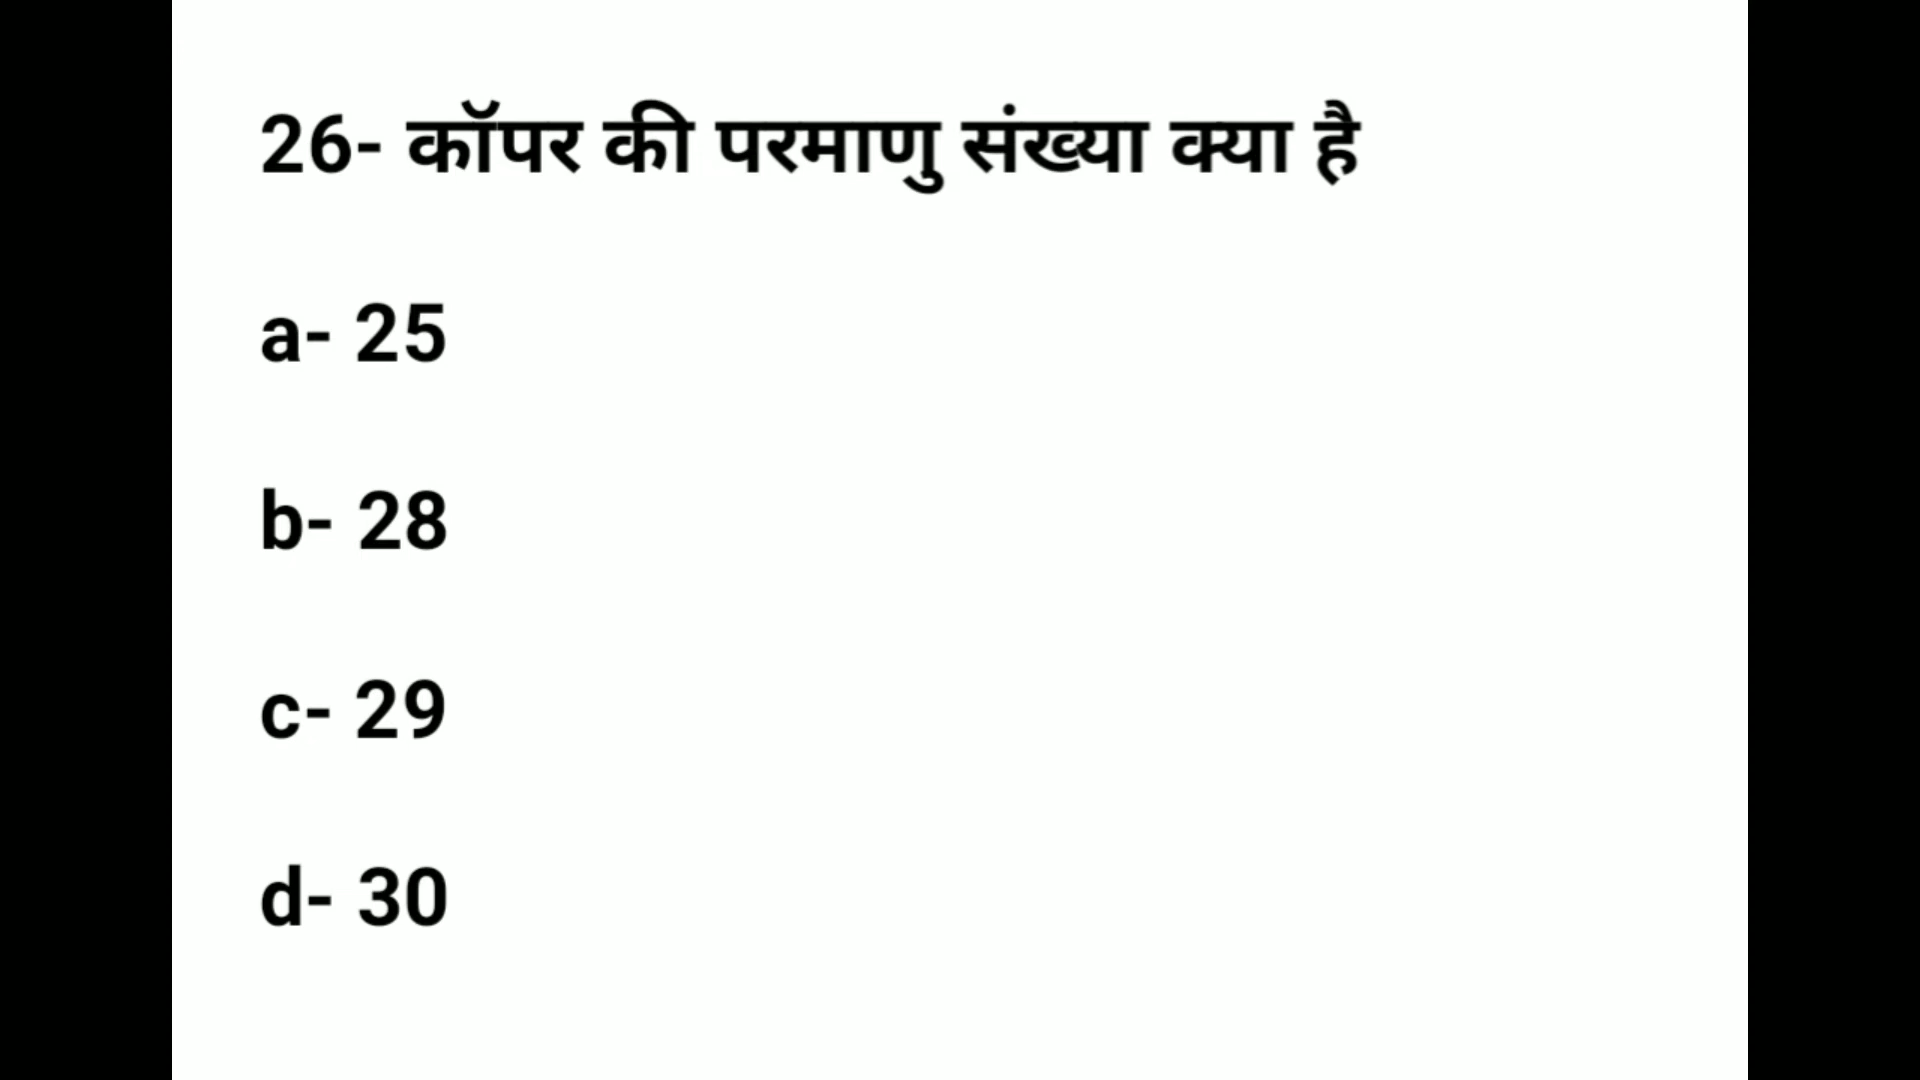 26- कॉपर की परमाणु संख्या क्या है
a- 25
b- 28
c- 29
d- 30